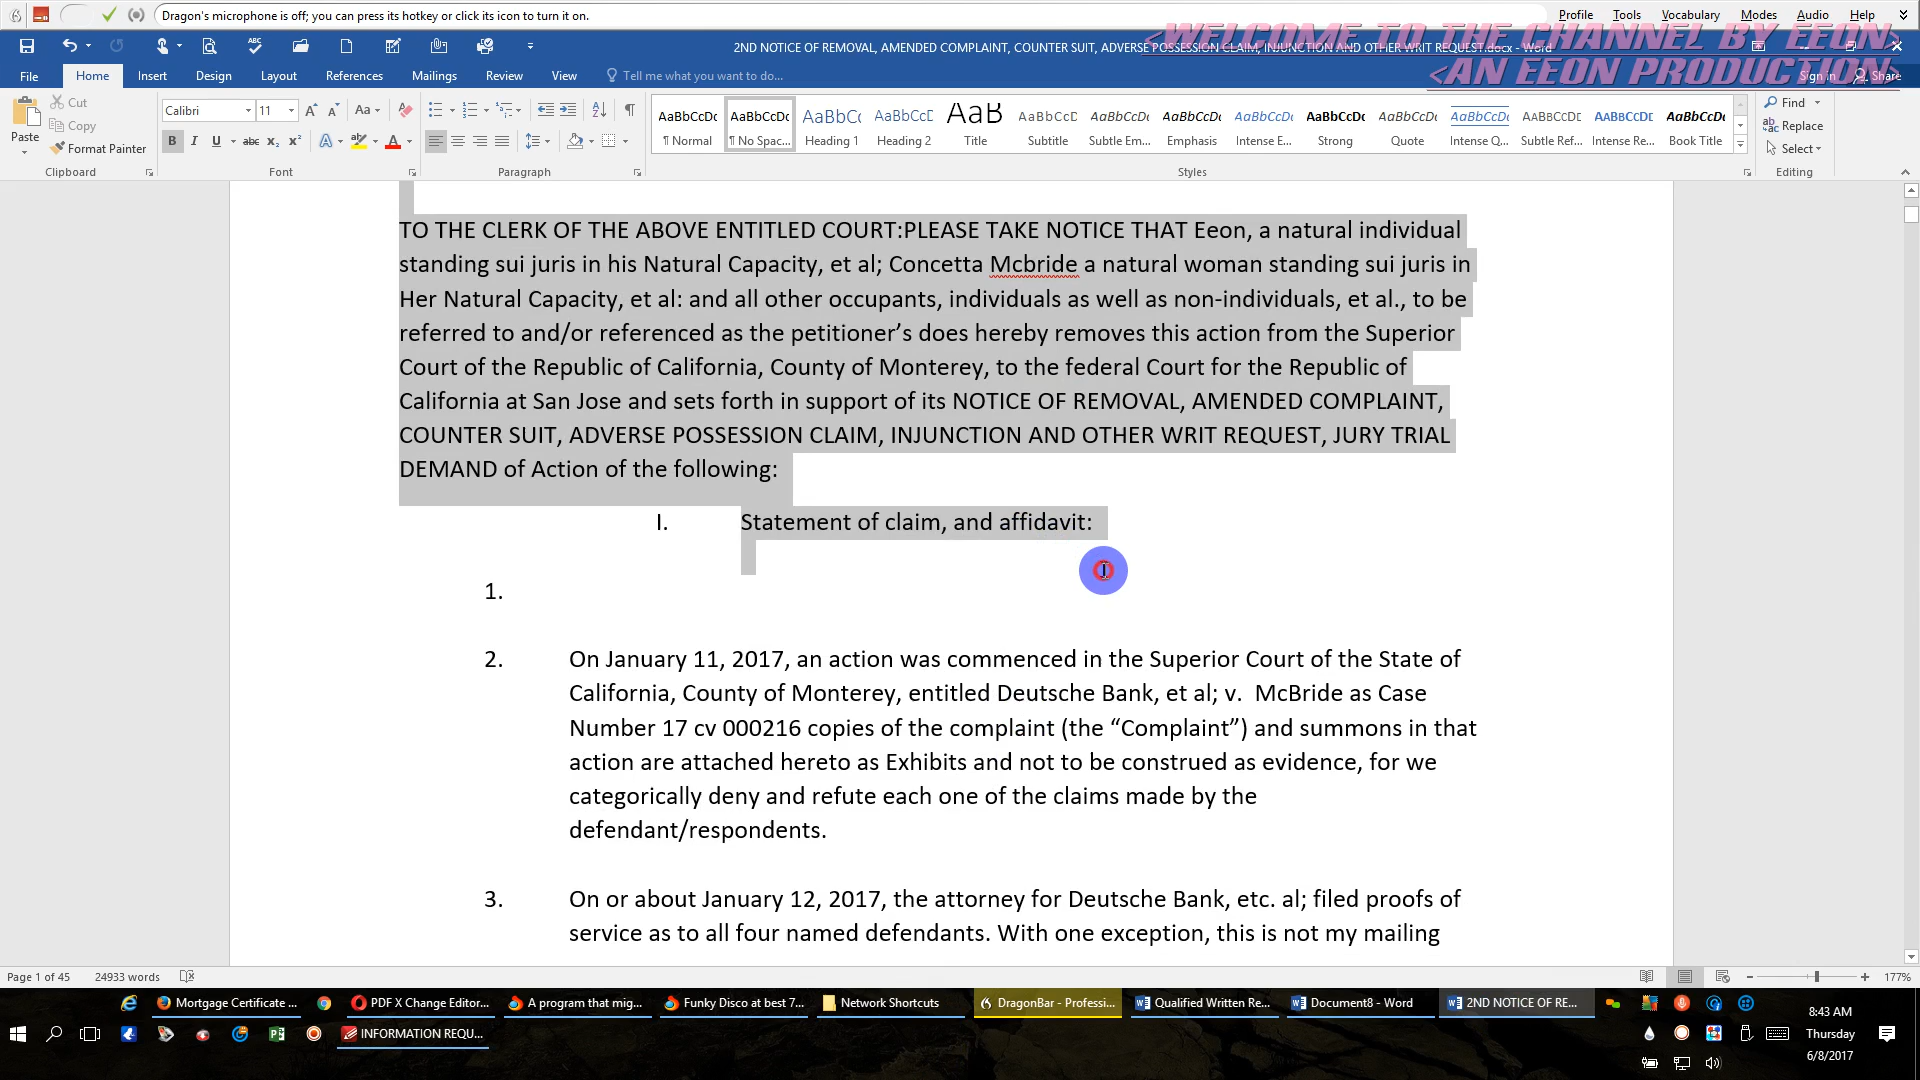 Dragon's microphone is off; you can press its hotkey or click its icon to turn it on.
Profile Tools Vocabulary Modes Audio Help
<WELCOME TO THE CHANNEL BY EEON>
<AN EEON PRODUCTION>
2ND NOTICE OF REMOVAL, AMENDED COMPLAINT, COUNTER SUIT, ADVERSE POSSESSION CLAIM, INJUNCTION AND OTHER WRIT REQUEST.docx - Word
File Home Insert Design Layout References Mailings Review View Tell me what you want to do... Sign in Share
Paste Cut
Copy
Format Painter
Calibri 11
Normal No Spac... Heading 1 Heading 2 Title Subtitle Subtle Em... Emphasis Intense E... Strong Quote Intense Q... Subtle Ref... Intense Re... Book Title
Find
Replace
Select
Clipboard Font Paragraph Styles Editing
TO THE CLERK OF THE ABOVE ENTITLED COURT:PLEASE TAKE NOTICE THAT Eeon, a natural individual
standing sui juris in his Natural Capacity, et al; Concetta Mcbride a natural woman standing sui juris in
Her Natural Capacity, et al: and all other occupants, individuals as well as non-individuals, et al., to be
referred to and/or referenced as the petitioner’s does hereby removes this action from the Superior
Court of the Republic of California, County of Monterey, to the federal Court for the Republic of
California at San Jose and sets forth in support of its NOTICE OF REMOVAL, AMENDED COMPLAINT,
COUNTER SUIT, ADVERSE POSSESSION CLAIM, INJUNCTION AND OTHER WRIT REQUEST, JURY TRIAL
DEMAND of Action of the following:
I. Statement of claim, and affidavit:
1.
2. On January 11, 2017, an action was commenced in the Superior Court of the State of
California, County of Monterey, entitled Deutsche Bank, et al; v.  McBride as Case
Number 17 cv 000216 copies of the complaint (the “Complaint”) and summons in that
action are attached hereto as Exhibits and not to be construed as evidence, for we
categorically deny and refute each one of the claims made by the
defendant/respondents.
3. On or about January 12, 2017, the attorney for Deutsche Bank, etc. al; filed proofs of
service as to all four named defendants. With one exception, this is not my mailing
Page 1 of 45 24933 words 177%
Mortgage Certificate ... PDF X Change Editor... A program that mig... Funky Disco at best 7... Network Shortcuts DragonBar - Professi... Qualified Written Re... Document8 - Word 2ND NOTICE OF RE...
INFORMATION REQU...
8:43 AM
Thursday
6/8/2017